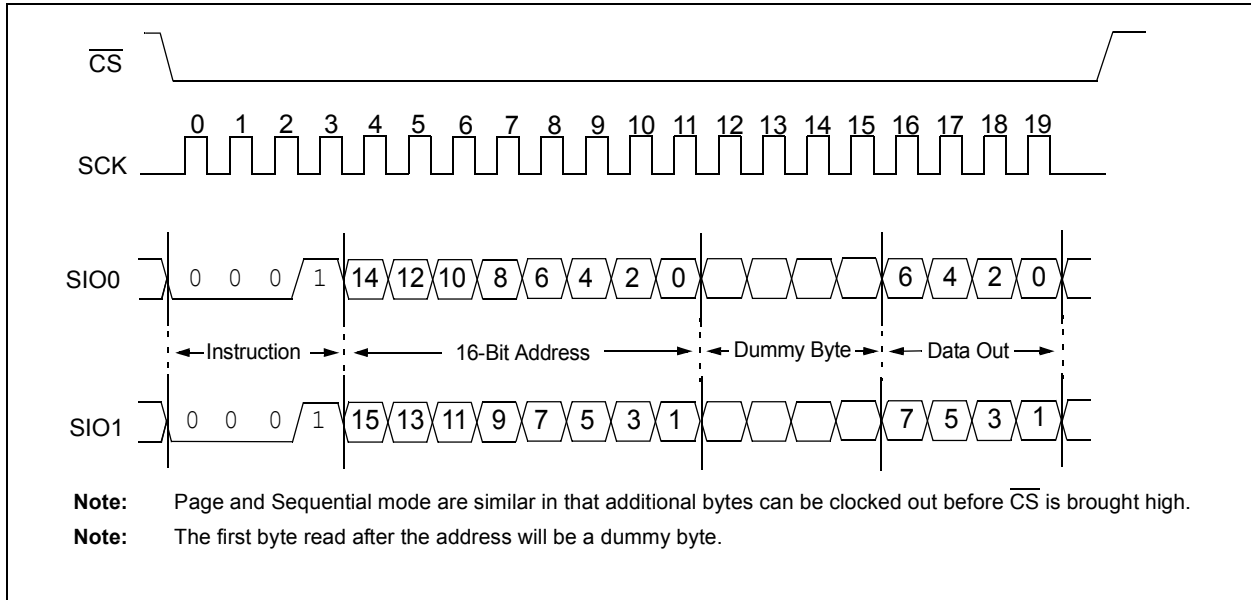 CS
0 1 2 3 4 5 6 7 8 9 10 11 12 13 14 15 16 17 18 19
SCK
SIO0 0 0 0 1 14 12 10 8 6 4 2 0 6 4 2 0
Instruction 16-Bit Address Dummy Byte Data Out
SIO1 0 0 0 1 15 13 11 9 7 5 3 1 7 5 3 1
Note: Page and Sequential mode are similar in that additional bytes can be clocked out before CS is brought high.
Note: The first byte read after the address will be a dummy byte.